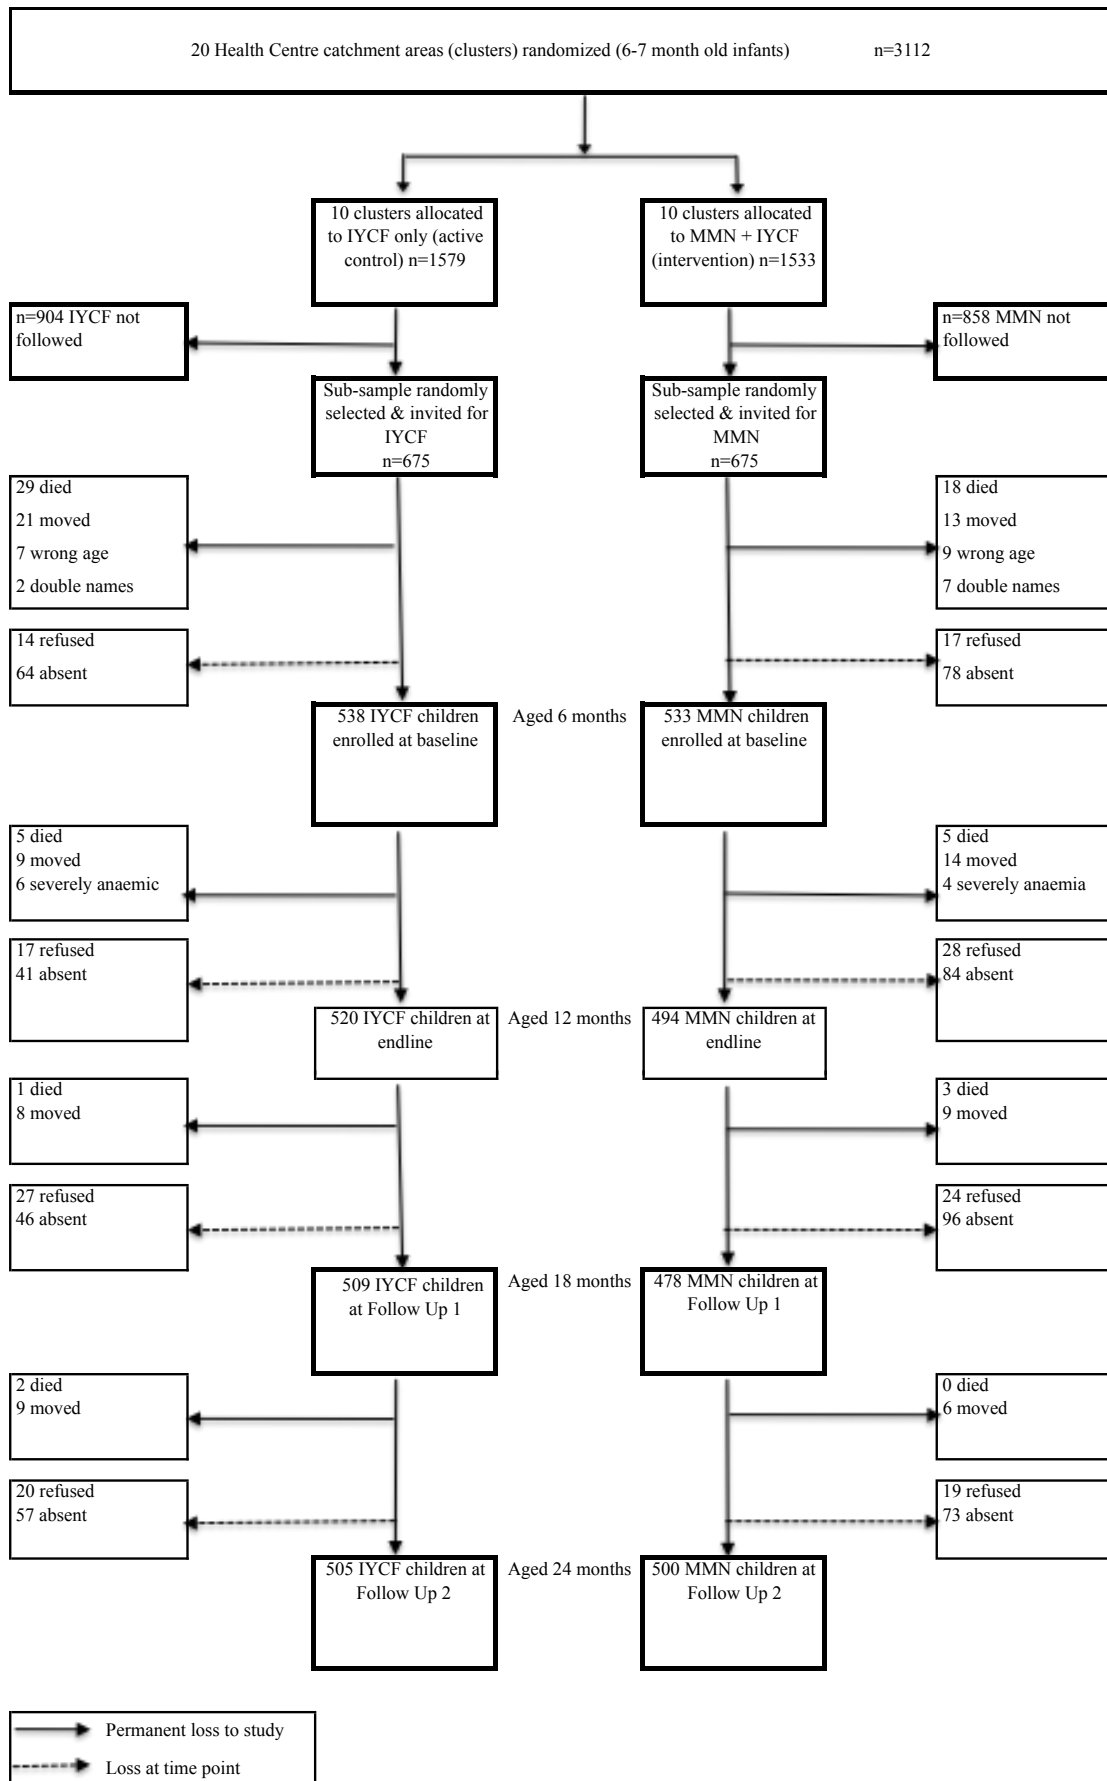 20 Health Centre catchment areas (clusters) randomized (6-7 month old infants) n=3112
10 clusters allocated
to IYCF only (active
control) n=1579
10 clusters allocated
to MMN + IYCF
(intervention) n=1533
n=904 IYCF not
followed
n=858 MMN not
followed
Sub-sample randomly
selected & invited for
IYCF
n=675
Sub-sample randomly
selected & invited for
MMN
n=675
29 died
21 moved
7 wrong age
2 double names
18 died
13 moved
9 wrong age
7 double names
14 refused
64 absent
17 refused
78 absent
538 IYCF children
enrolled at baseline
Aged 6 months
533 MMN children
enrolled at baseline
5 died
9 moved
6 severely anaemic
5 died
14 moved
4 severely anaemia
17 refused
41 absent
28 refused
84 absent
520 IYCF children at
endline
Aged 12 months
494 MMN children at
endline
1 died
8 moved
3 died
9 moved
27 refused
46 absent
24 refused
96 absent
509 IYCF children
at Follow Up 1
Aged 18 months
478 MMN children at
Follow Up 1
2 died
9 moved
0 died
6 moved
20 refused
57 absent
19 refused
73 absent
505 IYCF children at
Follow Up 2
Aged 24 months
500 MMN children at
Follow Up 2
Permanent loss to study
Loss at time point